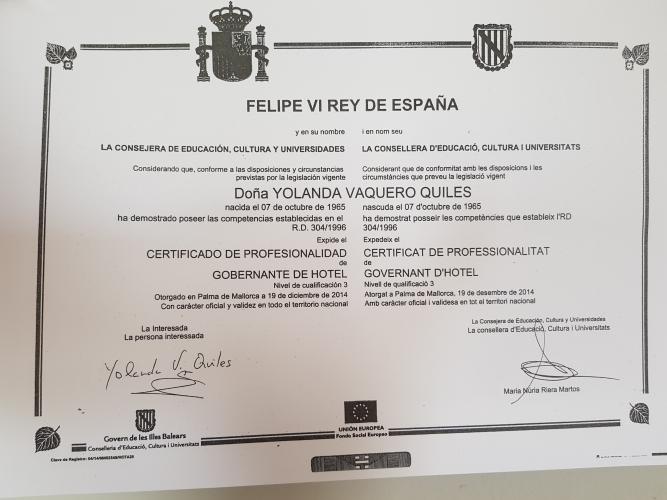 FELIPE VI REY DE ESPAÑA
y en su nombre
i en nom seu
LA CONSEJERA DE EDUCACIÓN, CULTURA Y UNIVERSIDADES
LA CONSELLERA D'EDUCACIÓ, CULTURA I UNIVERSITATS
Considerando que, conforme a las disposiciones y circunstancias
previstas por la legislación vigente
Considerant que de conformitat amb les disposicions i les
circumstàncies que preveu la legislació vigent
Doña YOLANDA VAQUERO QUILES
nacida el 07 de octubre de 1965
nascuda el 07 d'octubre de 1965
ha demostrado poseer las competencias establecidas en el
R.D. 304/1996
ha demostrat posseir les competències que estableix l'RD
304/1996
Expide el
Expedeix el
CERTIFICADO DE PROFESIONALIDAD
CERTIFICAT DE PROFESSIONALITAT
de
de
GOBERNANTE DE HOTEL
GOVERNANT D'HOTEL
Nivel de cualificación 3
Nivell de qualificació 3
Otorgado en Palma de Mallorca a 19 de diciembre de 2014
Atorgat a Palma de Mallorca, 19 de desembre de 2014
Con carácter oficial y validez en todo el territorio nacional
Amb caràcter oficial i validesa en tot el territori nacional
La Interesada
La persona interessada
La Consejera de Educación, Cultura y Universidades
La consellera d'Educació, Cultura i Universitats
Yolanda V. Quiles
Maria Núria Riera Martos
Govern de les Illes Balears
Conselleria d'Educació, Cultura i Universitats
UNIÓN EUROPEA
Fondo Social Europeo
Clave de Registro: